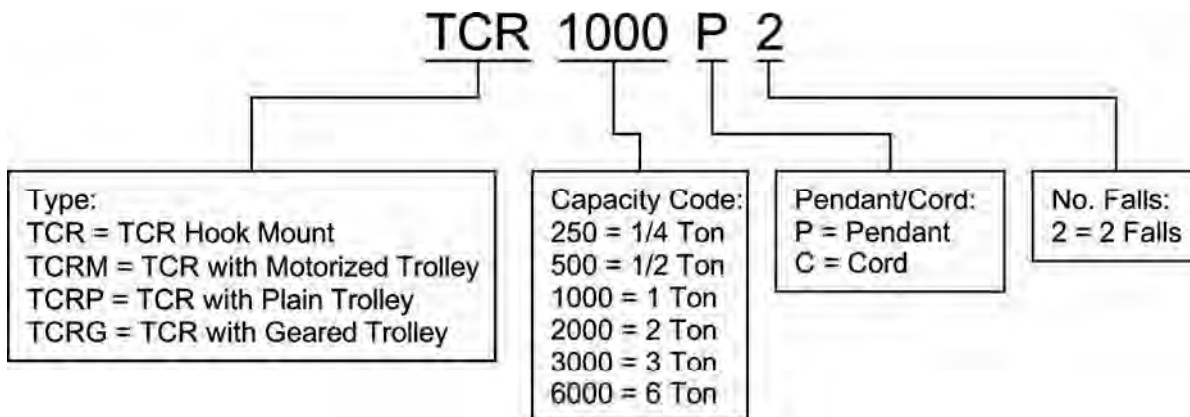 TCR 1000 P 2
Type:
TCR = TCR Hook Mount
TCRM = TCR with Motorized Trolley
TCRP = TCR with Plain Trolley
TCRG = TCR with Geared Trolley
Capacity Code:
250 = 1/4 Ton
500 = 1/2 Ton
1000 = 1 Ton
2000 = 2 Ton
3000 = 3 Ton
6000 = 6 Ton
Pendant/Cord:
P = Pendant
C = Cord
No. Falls:
2 = 2 Falls